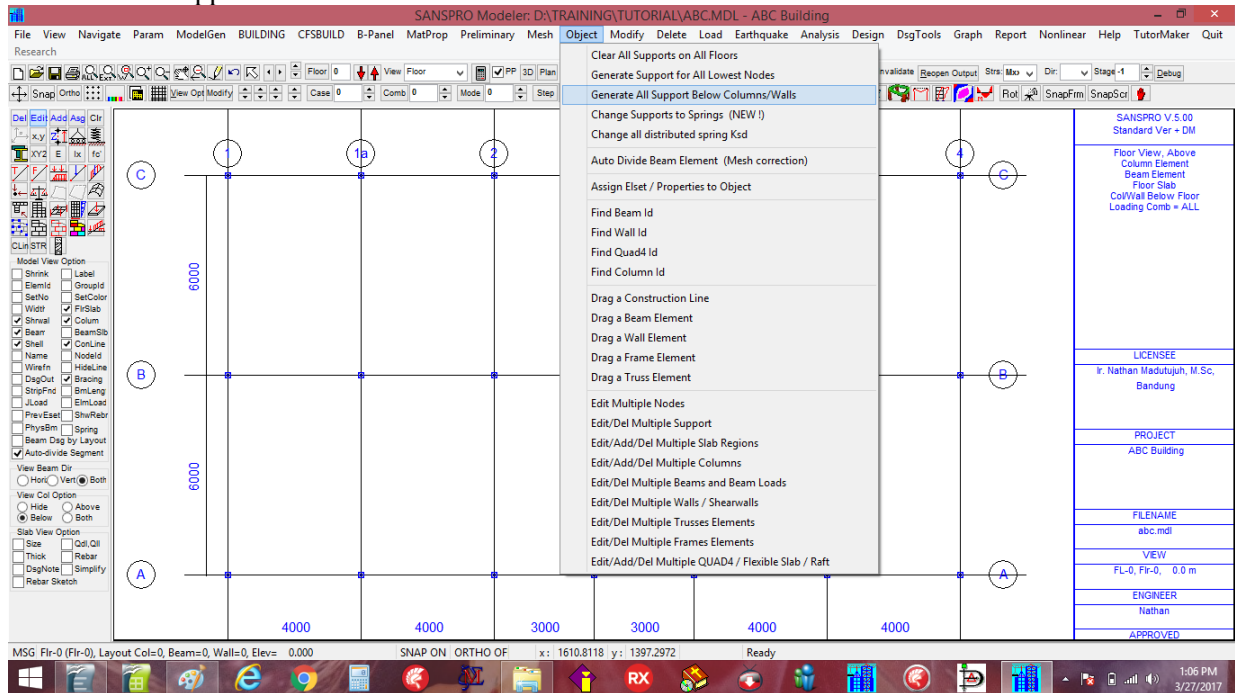 SANSPRO Modeler: D:\TRAINING\TUTORIAL\ABC.MDL - ABC Building
File View Navigate Param ModelGen BUILDING CFSBUILD B-Panel MatProp Preliminary Mesh Object Modify Delete Load Earthquake Analysis Design DsgTools Graph Report Nonlinear Help TutorMaker Quit
Research
Floor 0 View Floor PP 3D Plan
nvalidate Reopen Output Strs: Mxx Dir: Stage -1 Debug
Snap Ortho View Opt Modify Case 0 Comb 0 Mode 0 Step
Rot SnapFrm SnapScr
Clear All Supports on All Floors
Generate Support for All Lowest Nodes
Generate All Support Below Columns/Walls
Change Supports to Springs (NEW !)
Change all distributed spring Ksd
Auto Divide Beam Element (Mesh correction)
Assign Elset / Properties to Object
Find Beam Id
Find Wall Id
Find Quad4 Id
Find Column Id
Drag a Construction Line
Drag a Beam Element
Drag a Wall Element
Drag a Frame Element
Drag a Truss Element
Edit Multiple Nodes
Edit/Del Multiple Support
Edit/Add/Del Multiple Slab Regions
Edit/Add/Del Multiple Columns
Edit/Del Multiple Beams and Beam Loads
Edit/Del Multiple Walls / Shearwalls
Edit/Del Multiple Trusses Elements
Edit/Del Multiple Frames Elements
Edit/Add/Del Multiple QUAD4 / Flexible Slab / Raft
Del Edit Add Asg Clr
x.y
XY2 E Ix fc'
CLin STR
Model View Option
Shrink Label
ElemId GroupId
SetNo SetColor
Width FlrSlab
Shrwal Colum
Bearr BeamSlb
Shell ConLine
Name NodeId
Wirefn HideLine
DsgOut Bracing
StripFnd BmLeng
JLoad ElmLoad
PrevEset ShwRebr
PhysBm Spring
Beam Dsg by Layout
Auto-divide Segment
View Beam Dir
Hori Vert Both
View Col Option
Hide Above
Below Both
Slab View Option
Size Qdl,Qll
Thick Rebar
DsgNote Simplify
Rebar Sketch
1 1a 2 4
C C
6000
B B
6000
A A
4000 4000 3000 3000 4000 4000
SANSPRO V.5.00
Standard Ver + DM
Floor View, Above
Column Element
Beam Element
Floor Slab
Col/Wall Below Floor
Loading Comb = ALL
LICENSEE
Ir. Nathan Madutujuh, M.Sc,
Bandung
PROJECT
ABC Building
FILENAME
abc.mdl
VIEW
FL-0, Flr-0, 0.0 m
ENGINEER
Nathan
APPROVED
MSG Flr-0 (Flr-0), Layout Col=0, Beam=0, Wall=0, Elev= 0.000 SNAP ON ORTHO OF x: 1610.8118 y: 1397.2972 Ready
RX
1:06 PM
3/27/2017